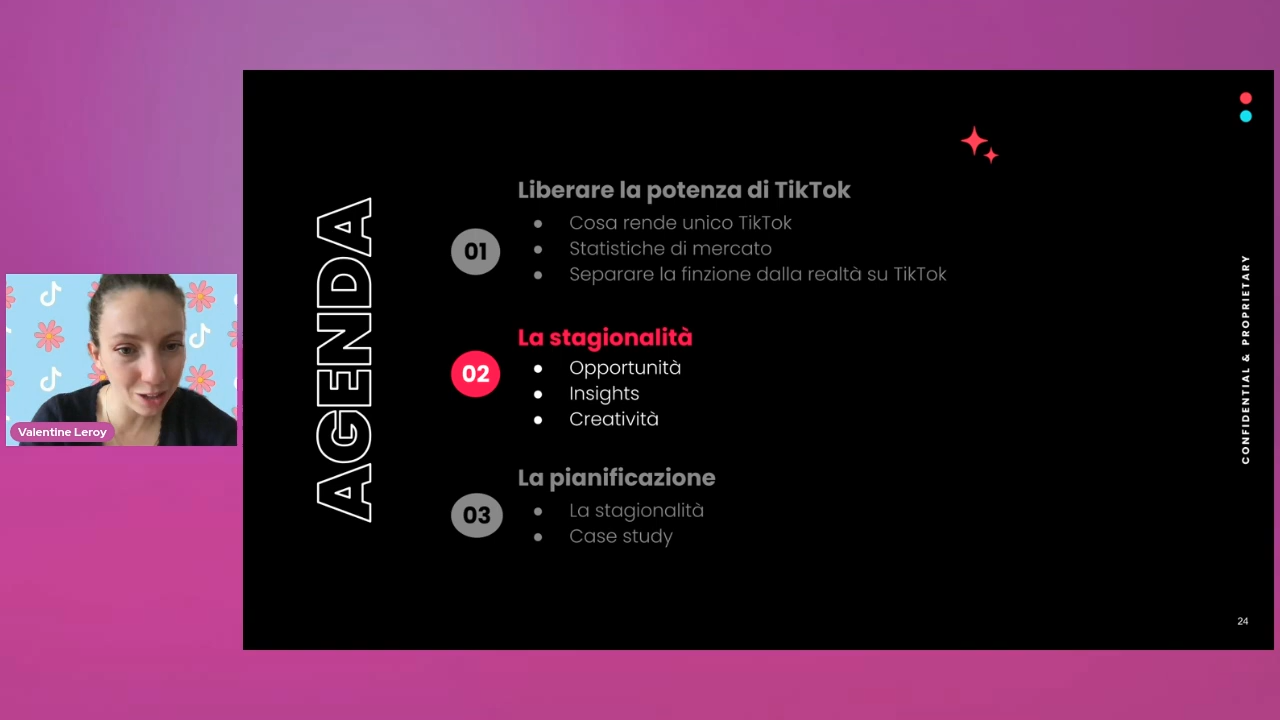 AGENDA
01
Liberare la potenza di TikTok
● Cosa rende unico TikTok
● Statistiche di mercato
● Separare la finzione dalla realtà su TikTok
02
La stagionalità
● Opportunità
● Insights
● Creatività
03
La pianificazione
● La stagionalità
● Case study
CONFIDENTIAL & PROPRIETARY
24
Valentine Leroy